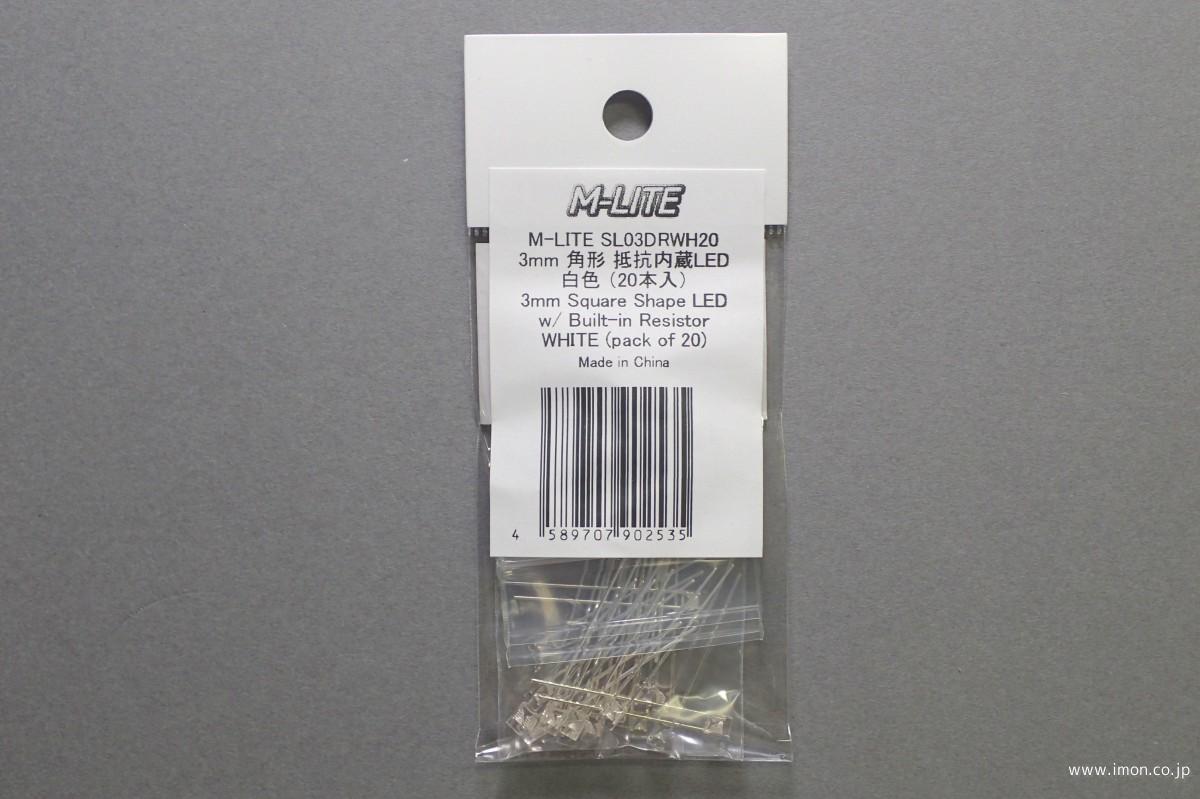 M-LITE
M-LITE SL03DRWH20
3mm 角形 抵抗内蔵LED
白色（20本入）
3mm Square Shape LED
w/ Built-in Resistor
WHITE (pack of 20)
Made in China
4 589707 902535
www.imon.co.jp